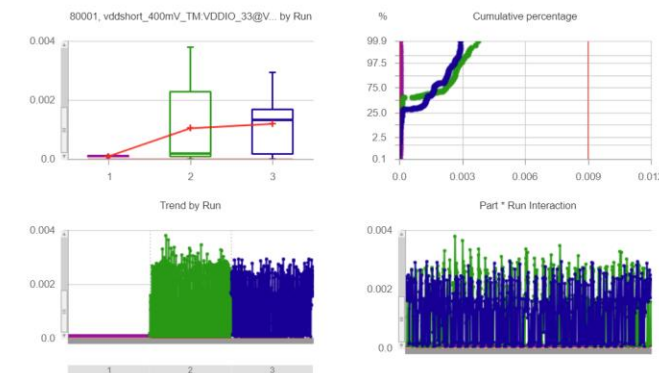 80001, vddshort_400mV_TM:VDDIO_33@V... by Run
0.004
0.002
0.0
1 2 3
% Cumulative percentage
99.9
97.5
75.0
25.0
2.5
0.1
0.0 0.003 0.006 0.009 0.012
Trend by Run
0.004
0.002
0.0
1 2 3
Part * Run Interaction
0.004
0.002
0.0